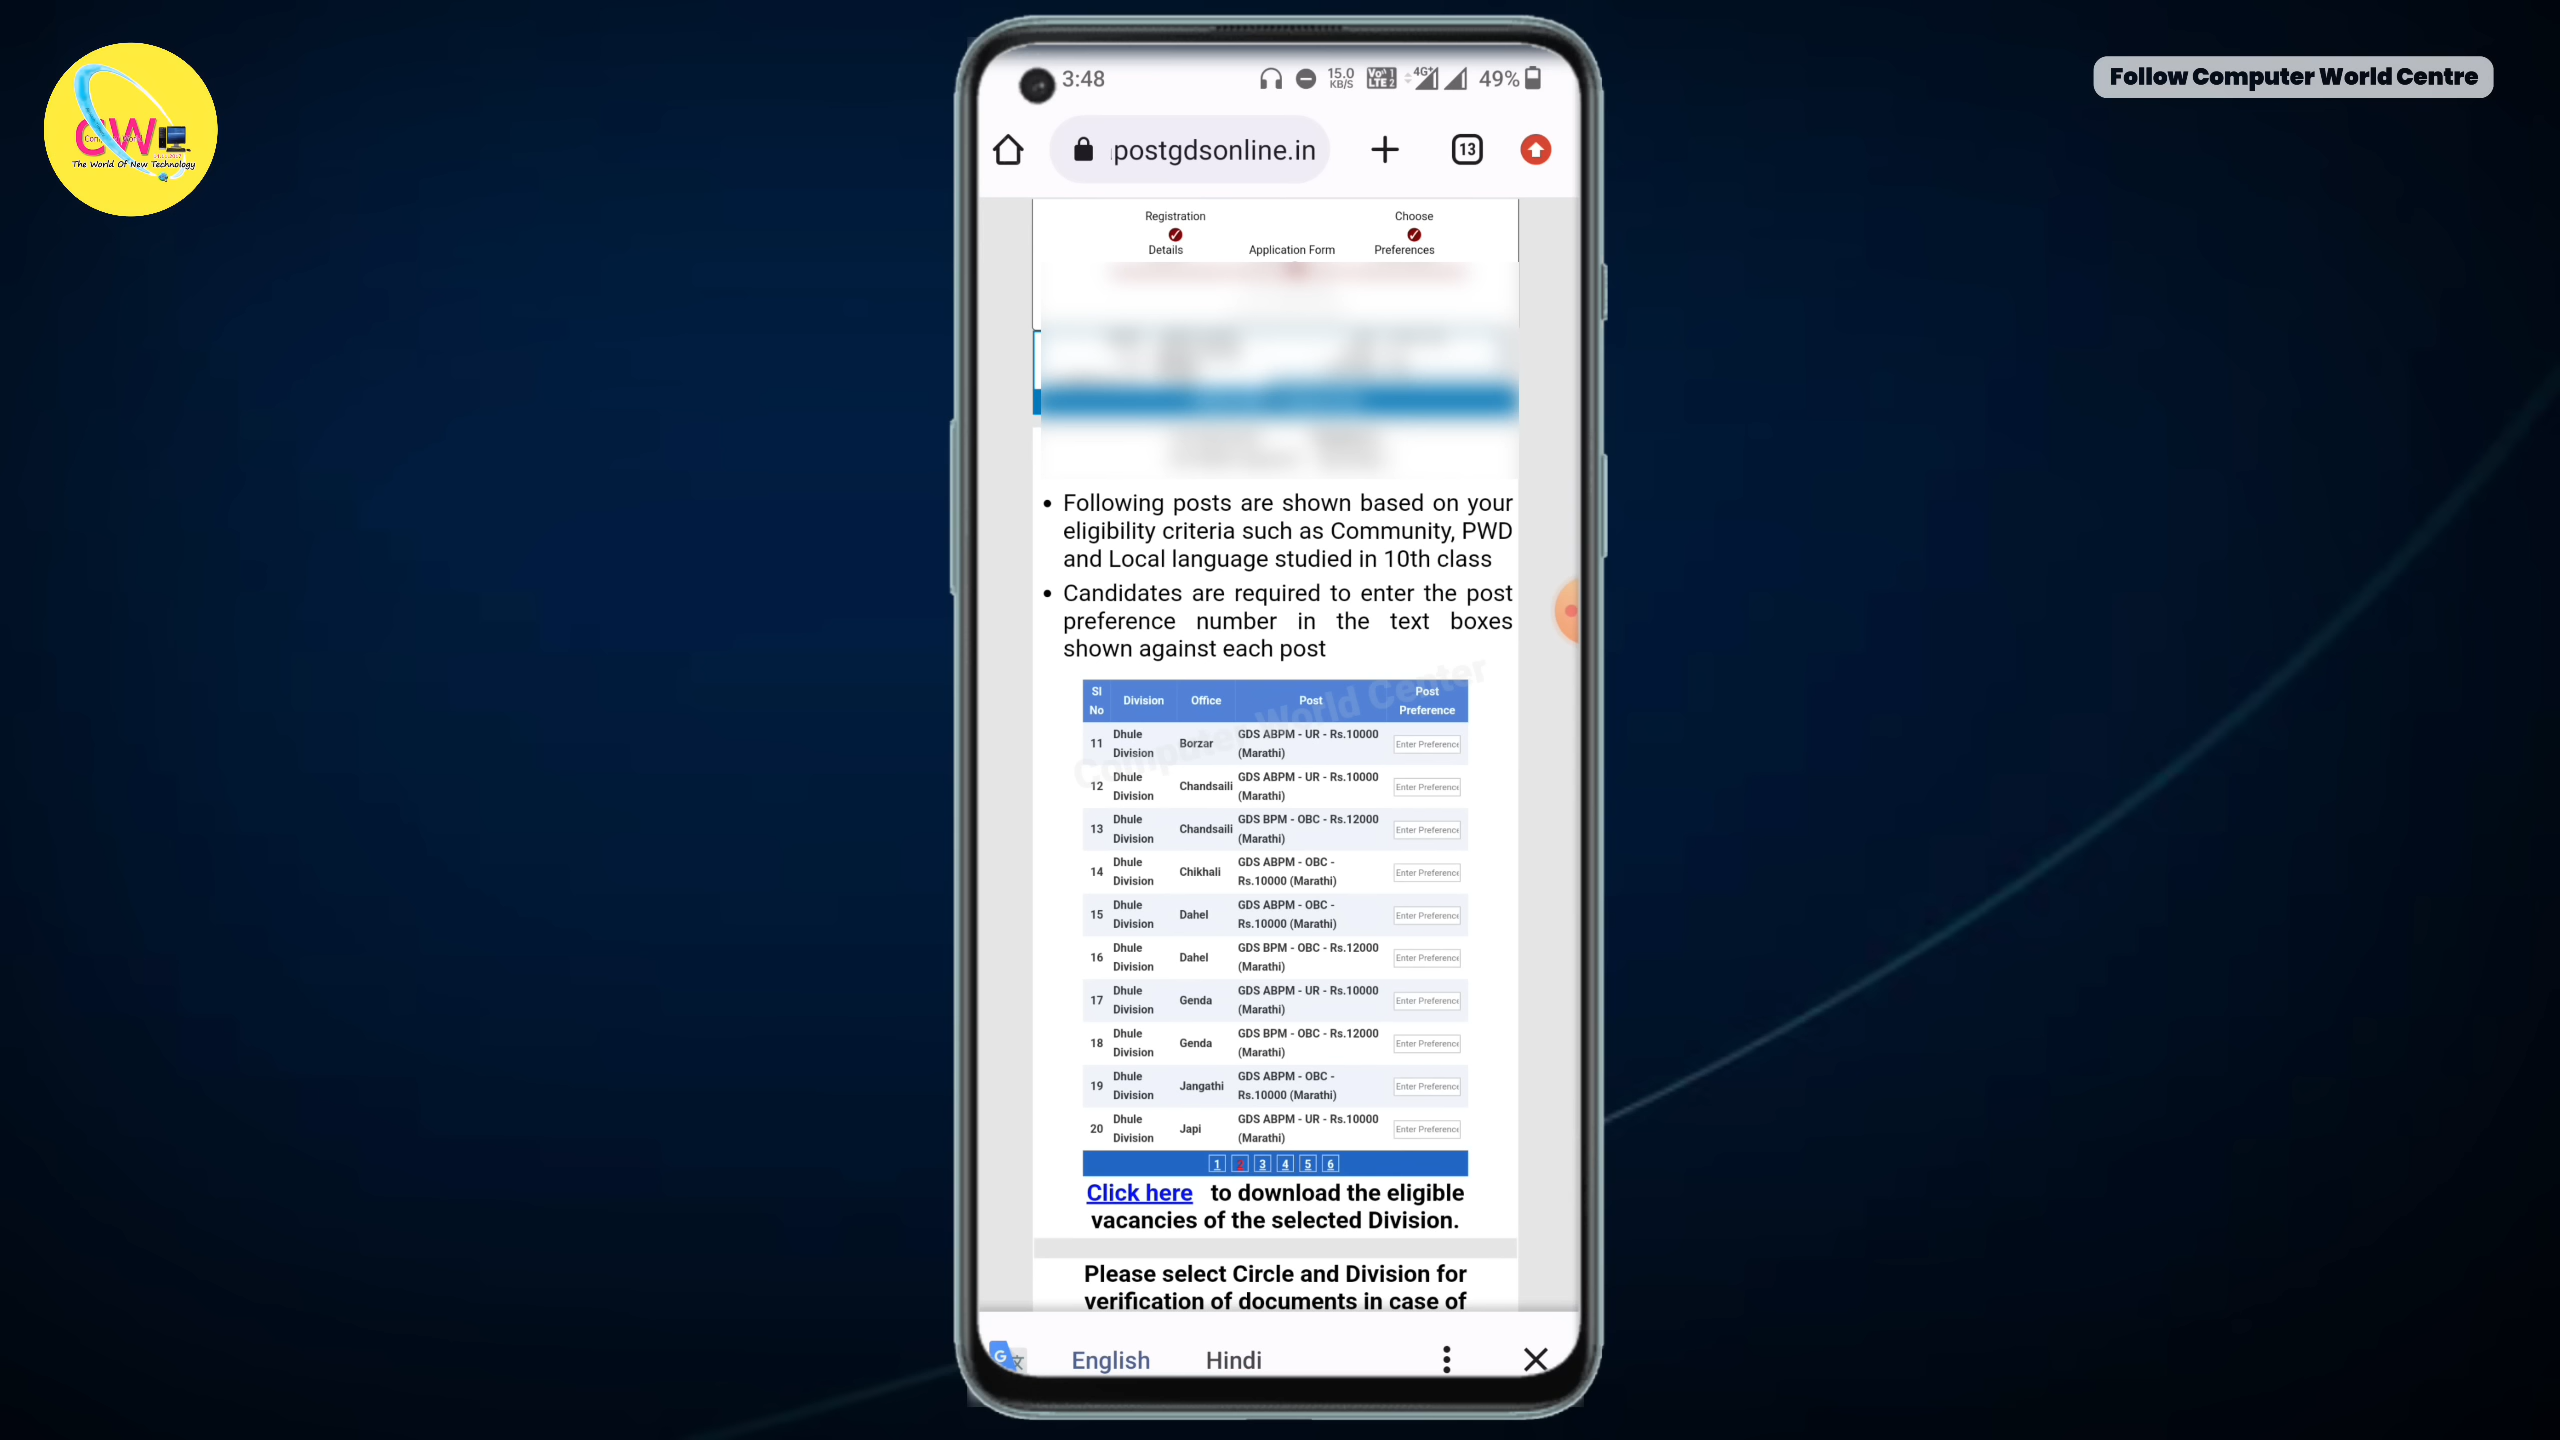 Follow Computer World Centre
CW
The World Of New Technology
3:48
15.0
KB/S
Vo 1
LTE 2
4G+
49%
postgdsonline.in
13
Registration
Details
Application Form
Choose
Preferences
• Following posts are shown based on your
eligibility criteria such as Community, PWD
and Local language studied in 10th class
• Candidates are required to enter the post
preference number in the text boxes
shown against each post
Computer World Center
Sl No Division Office Post Post Preference
11 Dhule Division Borzar GDS ABPM - UR - Rs.10000 (Marathi) Enter Preference
12 Dhule Division Chandsaili GDS ABPM - UR - Rs.10000 (Marathi) Enter Preference
13 Dhule Division Chandsaili GDS BPM - OBC - Rs.12000 (Marathi) Enter Preference
14 Dhule Division Chikhali GDS ABPM - OBC - Rs.10000 (Marathi) Enter Preference
15 Dhule Division Dahel GDS ABPM - OBC - Rs.10000 (Marathi) Enter Preference
16 Dhule Division Dahel GDS BPM - OBC - Rs.12000 (Marathi) Enter Preference
17 Dhule Division Genda GDS ABPM - UR - Rs.10000 (Marathi) Enter Preference
18 Dhule Division Genda GDS BPM - OBC - Rs.12000 (Marathi) Enter Preference
19 Dhule Division Jangathi GDS ABPM - OBC - Rs.10000 (Marathi) Enter Preference
20 Dhule Division Japi GDS ABPM - UR - Rs.10000 (Marathi) Enter Preference
1 2 3 4 5 6
Click here to download the eligible
vacancies of the selected Division.
Please select Circle and Division for
verification of documents in case of
G 文
English Hindi